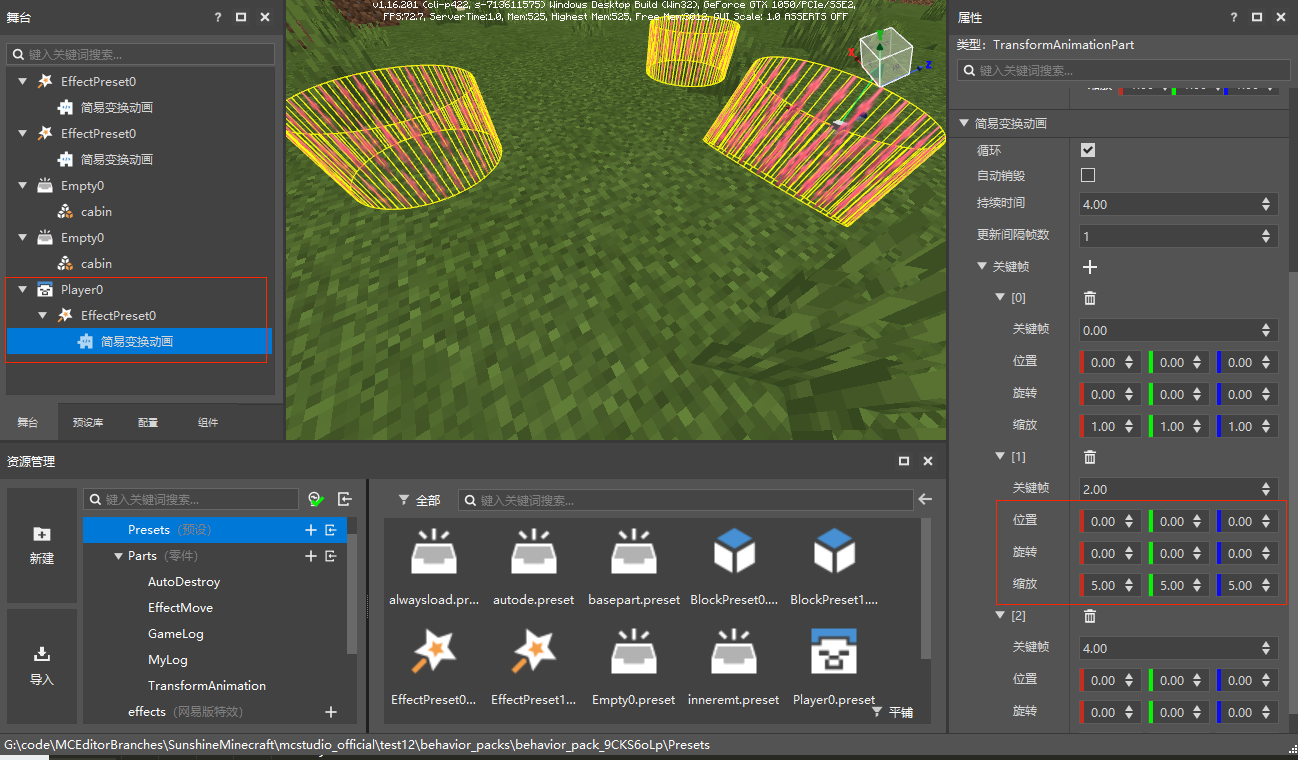 舞台
?
键入关键词搜索...
EffectPreset0
简易变换动画
EffectPreset0
简易变换动画
Empty0
cabin
Empty0
cabin
Player0
EffectPreset0
简易变换动画
舞台 预设库 配置 组件
v1.16.201 (cli-p422, s-713611575) Windows Desktop Build (Win32), GeForce GTX 1050/PCIe/SSE2,
FPS:72.7, ServerTime:1.0, Mem:525, Highest Mem:525, Free Mem:3012, GUI Scale: 1.0 ASSERTS OFF
X Y Z
属性
?
类型: TransformAnimationPart
键入关键词搜索...
简易变换动画
循环
自动销毁
持续时间 4.00
更新间隔帧数 1
关键帧
[0]
关键帧 0.00
位置 0.00 0.00 0.00
旋转 0.00 0.00 0.00
缩放 1.00 1.00 1.00
[1]
关键帧 2.00
位置 0.00 0.00 0.00
旋转 0.00 0.00 0.00
缩放 5.00 5.00 5.00
[2]
关键帧 4.00
位置 0.00 0.00 0.00
旋转 0.00 0.00 0.00
资源管理
新建
导入
键入关键词搜索...
Presets (预设)
Parts (零件)
AutoDestroy
EffectMove
GameLog
MyLog
TransformAnimation
effects (网易版特效)
全部
键入关键词搜索...
alwaysload.pr... autode.preset basepart.preset BlockPreset0.... BlockPreset1....
EffectPreset0... EffectPreset1... Empty0.preset inneremt.preset Player0.preset
平铺
G:\code\MCEditorBranches\SunshineMinecraft\mcstudio_official\test12\behavior_packs\behavior_pack_9CKS6oLp\Presets